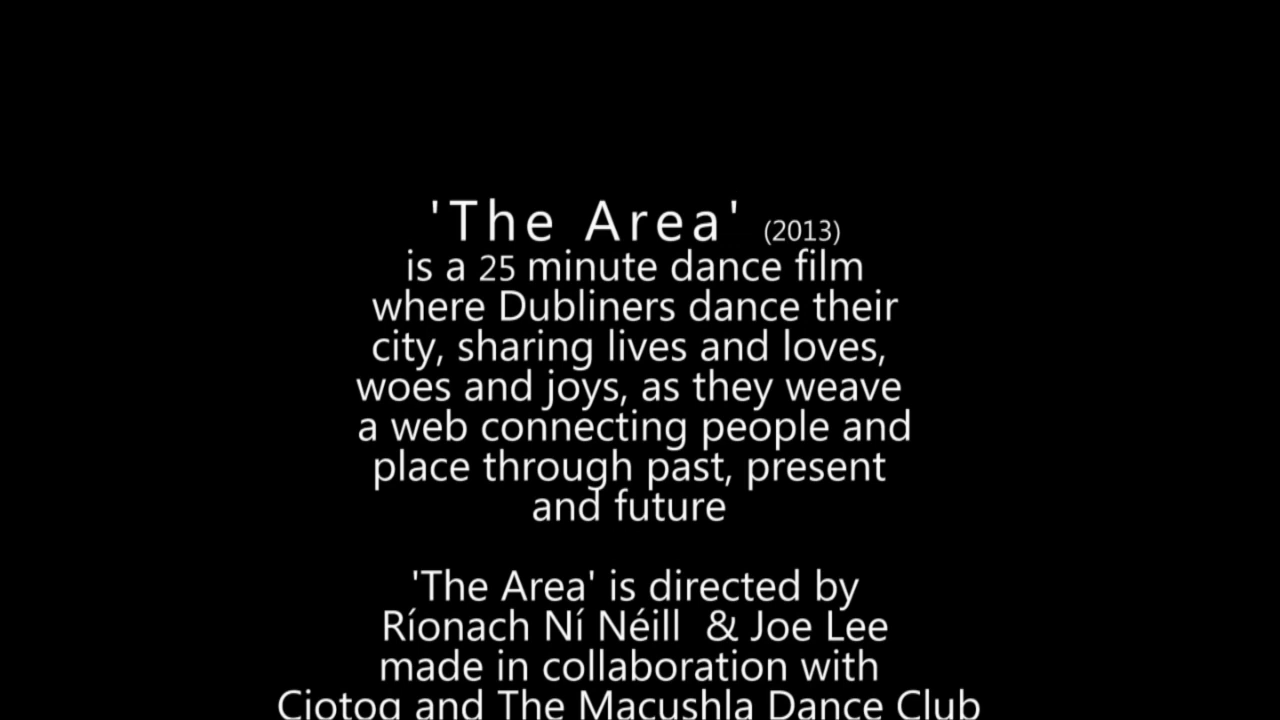 'The Area' (2013)
is a 25 minute dance film
where Dubliners dance their
city, sharing lives and loves,
woes and joys, as they weave
a web connecting people and
place through past, present
and future
'The Area' is directed by
Ríonach Ní Néill & Joe Lee
made in collaboration with
Ciotog and The Macushla Dance Club